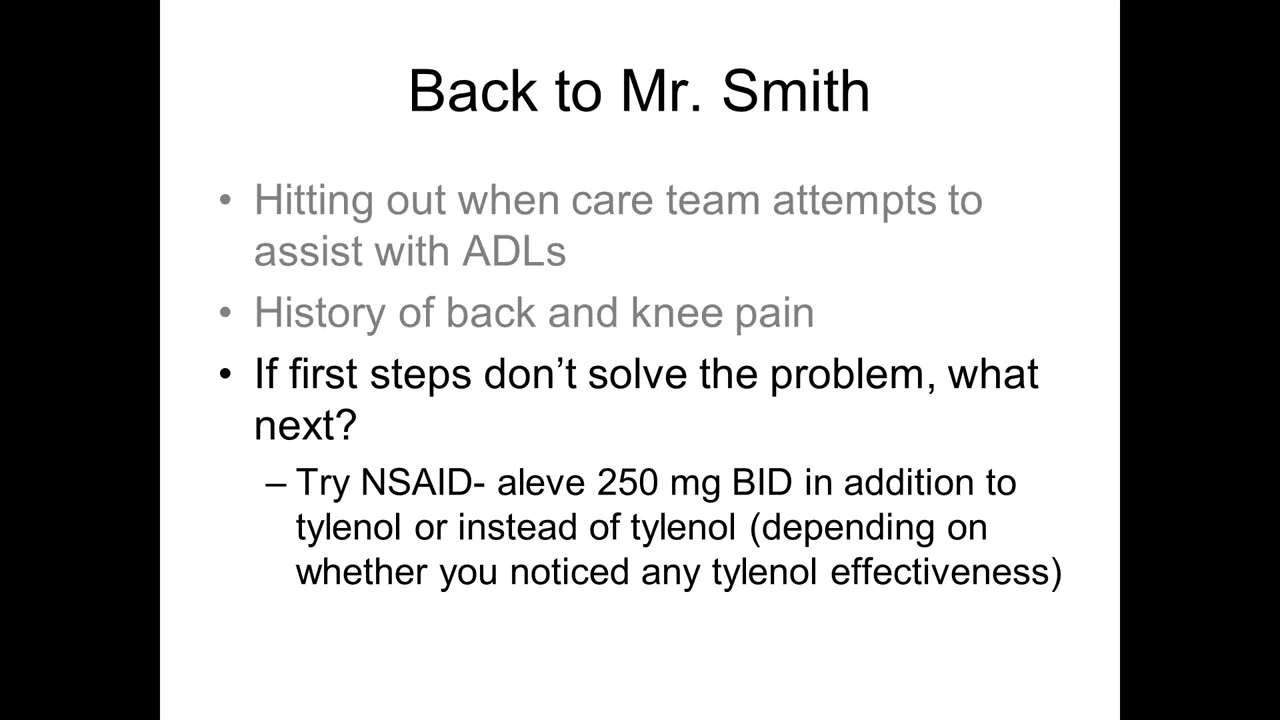 Back to Mr. Smith
• Hitting out when care team attempts to
assist with ADLs
• History of back and knee pain
• If first steps don’t solve the problem, what
next?
– Try NSAID- aleve 250 mg BID in addition to
tylenol or instead of tylenol (depending on
whether you noticed any tylenol effectiveness)